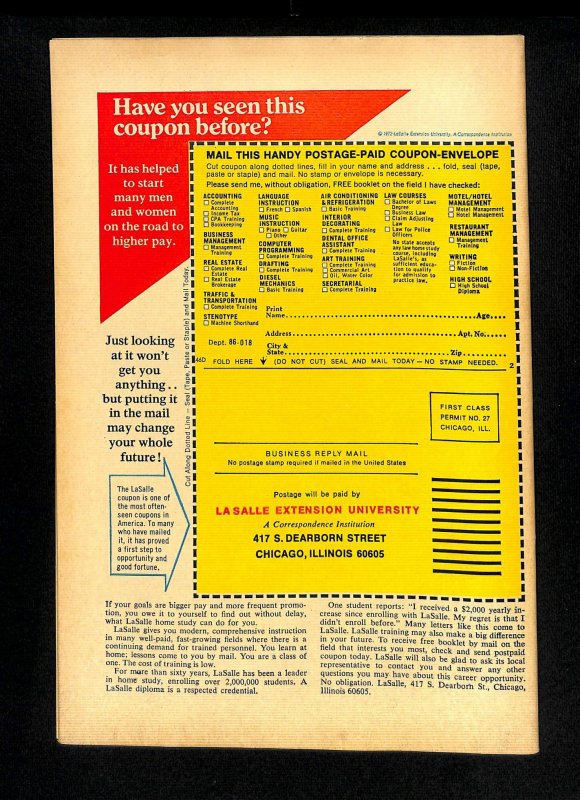 Have you seen this
coupon before?
© 1972 LaSalle Extension University, A Correspondence Institution
It has helped
to start
many men
and women
on the road to
higher pay.
MAIL THIS HANDY POSTAGE-PAID COUPON-ENVELOPE
Cut coupon along dotted lines, fill in your name and address . . . fold, seal (tape,
paste or staple) and mail. No stamp or envelope is necessary.
Please send me, without obligation, FREE booklet on the field I have checked:
ACCOUNTING
Complete
Accounting
Income Tax
CPA Training
Bookkeeping
BUSINESS
MANAGEMENT
Management
Training
REAL ESTATE
Complete Real
Estate
Real Estate
Brokerage
TRAFFIC &
TRANSPORTATION
Complete Training
STENOTYPE
Machine Shorthand
LANGUAGE
INSTRUCTION
French Spanish
MUSIC
INSTRUCTION
Piano Guitar
Other
COMPUTER
PROGRAMMING
Complete Training
DRAFTING
Complete Training
DIESEL
MECHANICS
Basic Training
AIR CONDITIONING
& REFRIGERATION
Basic Training
INTERIOR
DECORATING
Complete Training
DENTAL OFFICE
ASSISTANT
Complete Training
ART TRAINING
Complete Training
Commercial Art
Oil, Water Color
SECRETARIAL
Complete Training
LAW COURSES
Bachelor of Laws
Degree
Business Law
Claim Adjusting
Law
Law for Police
Officers
No state accepts
any law home study
course, including
LaSalle's, as
sufficient educa-
tion to qualify
for admission to
practice law.
MOTEL/HOTEL
MANAGEMENT
Motel Management
Hotel Management
RESTAURANT
MANAGEMENT
Management
Training
WRITING
Fiction
Non-Fiction
HIGH SCHOOL
High School
Diploma
Print
Name Age
Address Apt. No.
Dept. 86-018
City &
State Zip
46D FOLD HERE (DO NOT CUT) SEAL AND MAIL TODAY – NO STAMP NEEDED. 2
Cut Along Dotted Line – Seal (Tape, Paste or Staple) and Mail Today.
Just looking
at it won't
get you
anything . .
but putting it
in the mail
may change
your whole
future!
The LaSalle
coupon is one of
the most often-
seen coupons in
America. To many
who have mailed
it, it has proved
a first step to
opportunity and
good fortune.
FIRST CLASS
PERMIT NO. 27
CHICAGO, ILL.
BUSINESS REPLY MAIL
No postage stamp required if mailed in the United States
Postage will be paid by
LA SALLE EXTENSION UNIVERSITY
A Correspondence Institution
417 S. DEARBORN STREET
CHICAGO, ILLINOIS 60605
If your goals are bigger pay and more frequent promo-
tion, you owe it to yourself to find out without delay,
what LaSalle home study can do for you.
LaSalle gives you modern, comprehensive instruction
in many well-paid, fast-growing fields where there is a
continuing demand for trained personnel. You learn at
home; lessons come to you by mail. You are a class of
one. The cost of training is low.
For more than sixty years, LaSalle has been a leader
in home study, enrolling over 2,000,000 students. A
LaSalle diploma is a respected credential.
One student reports: "I received a $2,000 yearly in-
crease since enrolling with LaSalle. My regret is that I
didn't enroll before." Many letters like this come to
LaSalle. LaSalle training may also make a big difference
in your future. To receive free booklet by mail on the
field that interests you most, check and send postpaid
coupon today. LaSalle will also be glad to ask its local
representative to contact you and answer any other
questions you may have about this career opportunity.
No obligation. LaSalle, 417 S. Dearborn St., Chicago,
Illinois 60605.